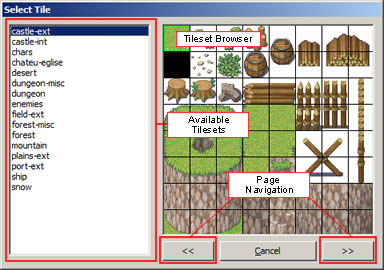 Select Tile
castle-ext
castle-int
chars
chateu-eglise
desert
dungeon-misc
dungeon
enemies
field-ext
forest-misc
forest
mountain
plains-ext
port-ext
ship
snow
Tileset Browser
Available
Tilesets
Page
Navigation
<<
Cancel
>>